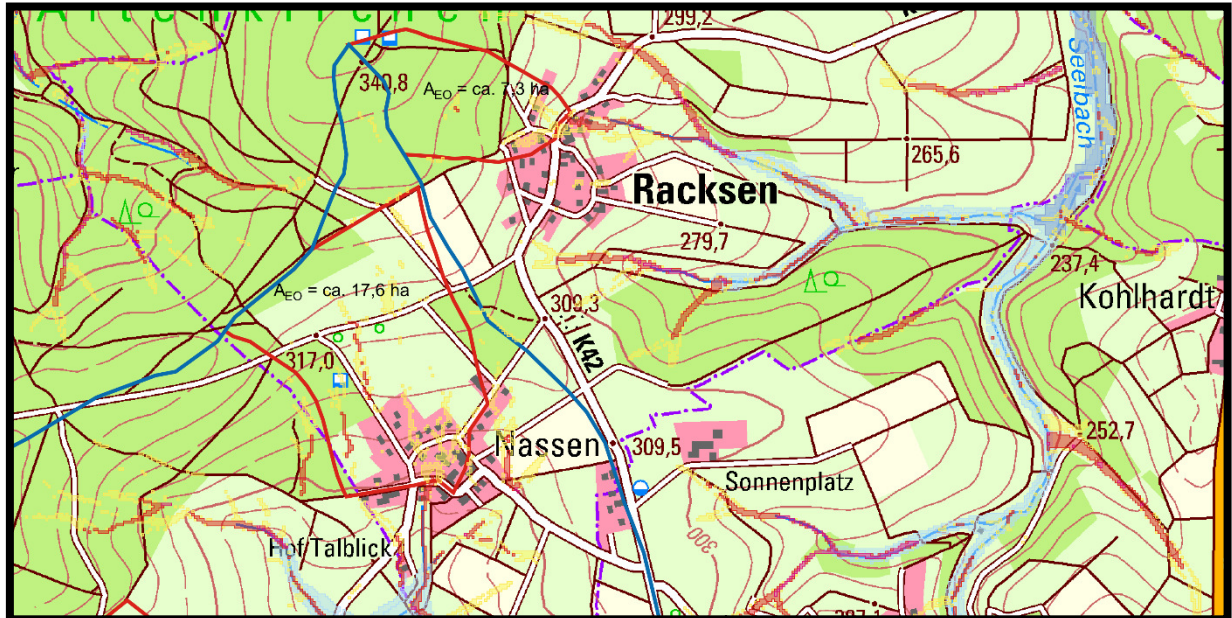 Altenkirchen
299,2
K
340,8
A_EO = ca. 7,3 ha
Seelbach
265,6
Racksen
279,7
237,4
Kohlhardt
A_EO = ca. 17,6 ha
309,3
K42
317,0
Nassen
309,5
252,7
Sonnenplatz
300
Hof Talblick